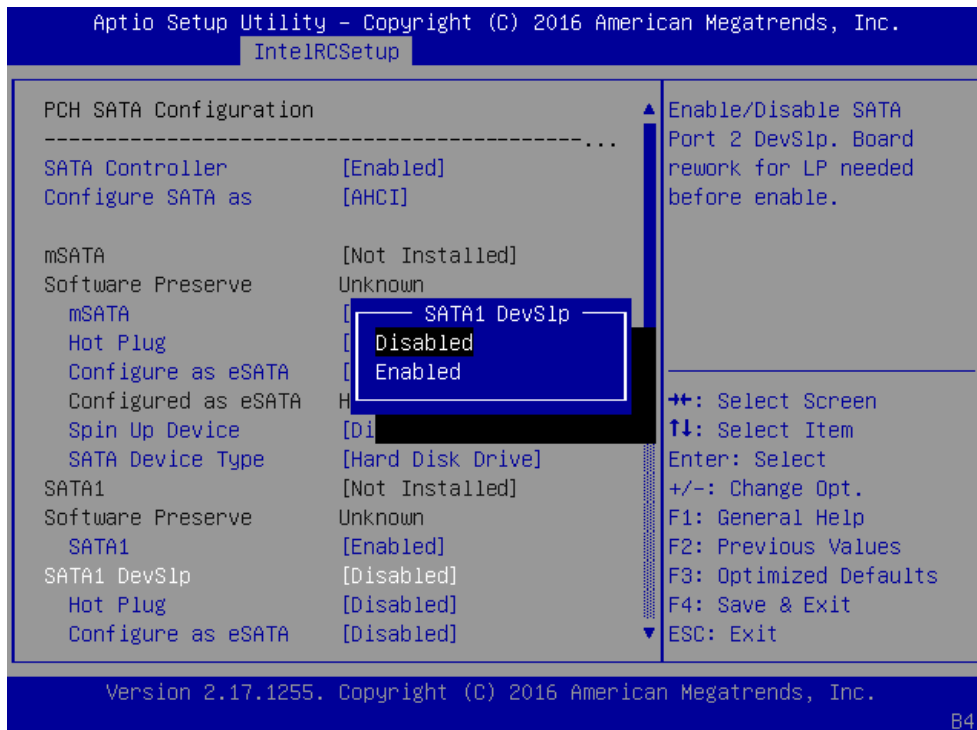 Aptio Setup Utility – Copyright (C) 2016 American Megatrends, Inc.
IntelRCSetup
PCH SATA Configuration
------------------------------------------------...
SATA Controller [Enabled]
Configure SATA as [AHCI]
mSATA [Not Installed]
Software Preserve Unknown
mSATA [
Hot Plug [
Configure as eSATA [
Configured as eSATA H
Spin Up Device [Di
SATA Device Type [Hard Disk Drive]
SATA1 [Not Installed]
Software Preserve Unknown
SATA1 [Enabled]
SATA1 DevSlp [Disabled]
Hot Plug [Disabled]
Configure as eSATA [Disabled]
SATA1 DevSlp
Disabled
Enabled
Enable/Disable SATA
Port 2 DevSlp. Board
rework for LP needed
before enable.
→←: Select Screen
↑↓: Select Item
Enter: Select
+/-: Change Opt.
F1: General Help
F2: Previous Values
F3: Optimized Defaults
F4: Save & Exit
ESC: Exit
Version 2.17.1255. Copyright (C) 2016 American Megatrends, Inc.
B4